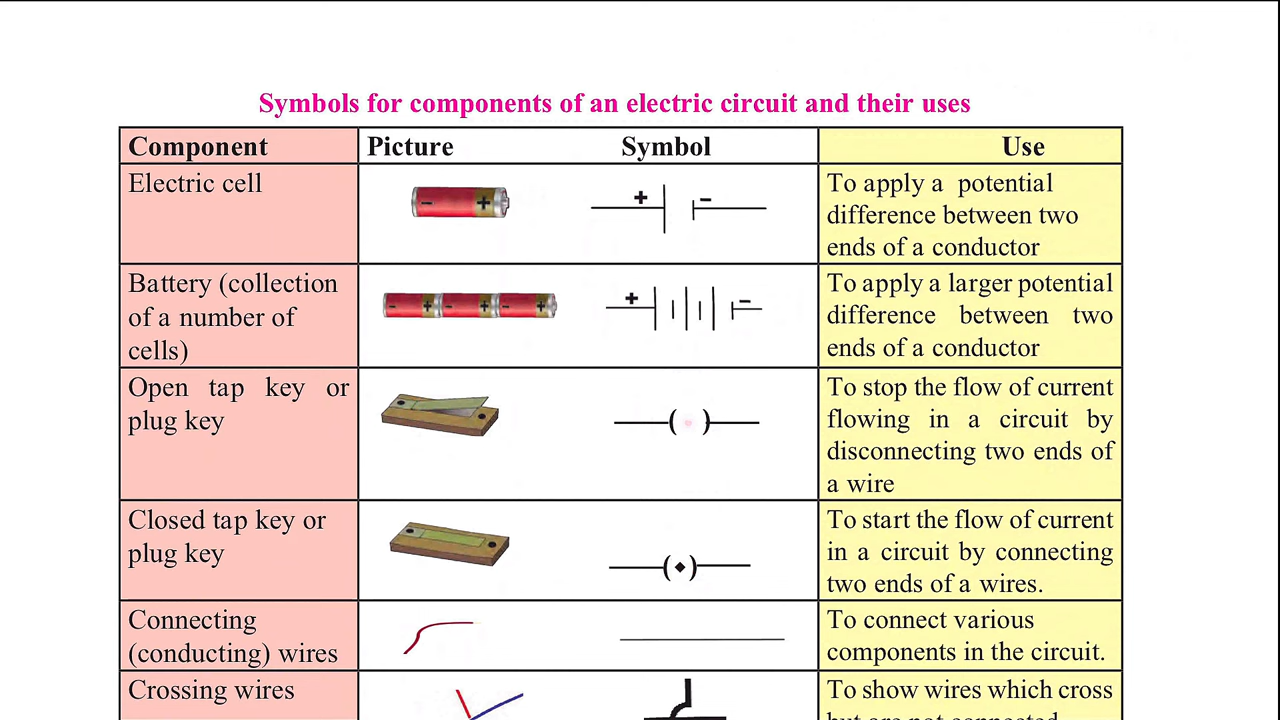 Symbols for components of an electric circuit and their uses
Component Picture Symbol Use
Electric cell
- +
+ -
To apply a potential
difference between two
ends of a conductor
Battery (collection
of a number of
cells)
- + - + - +
+ -
To apply a larger potential
difference between two
ends of a conductor
Open tap key or
plug key
To stop the flow of current
flowing in a circuit by
disconnecting two ends of
a wire
Closed tap key or
plug key
To start the flow of current
in a circuit by connecting
two ends of a wires.
Connecting
(conducting) wires
To connect various
components in the circuit.
Crossing wires
To show wires which cross
but are not connected